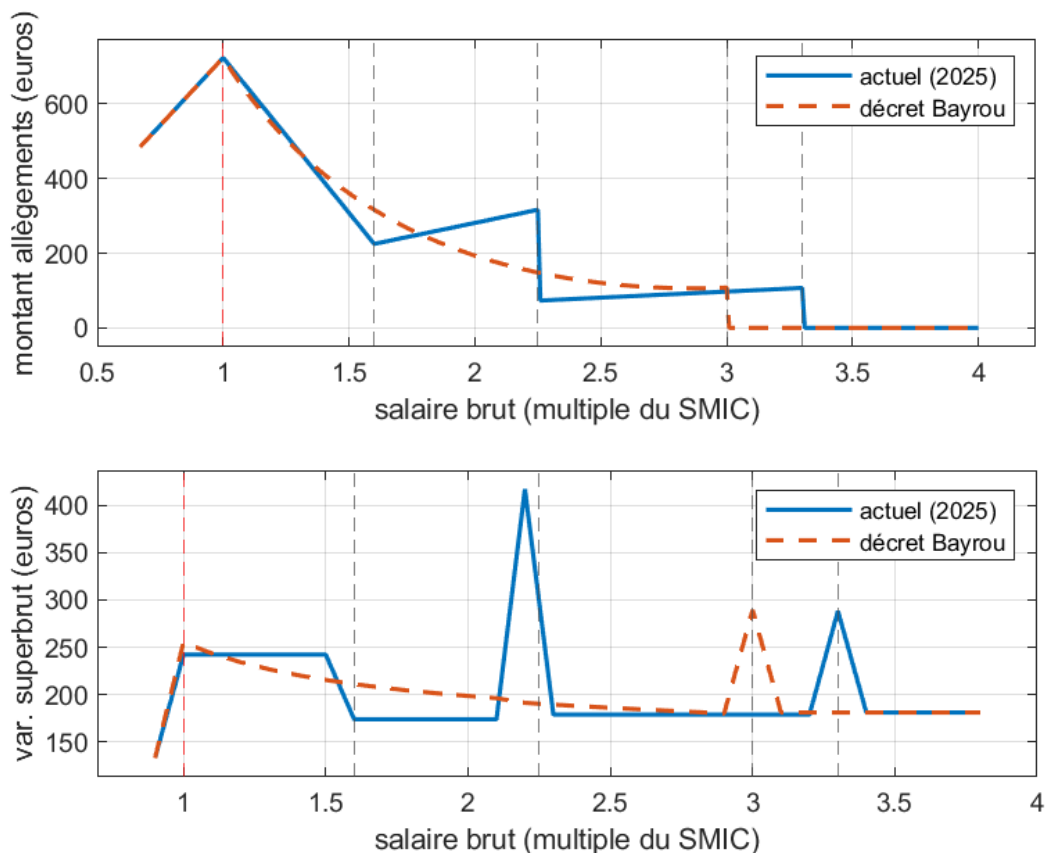 montant allègements (euros)
600
400
200
0
actuel (2025)
décret Bayrou
0.5 1 1.5 2 2.5 3 3.5 4
salaire brut (multiple du SMIC)
var. superbrut (euros)
400
350
300
250
200
150
actuel (2025)
décret Bayrou
1 1.5 2 2.5 3 3.5 4
salaire brut (multiple du SMIC)